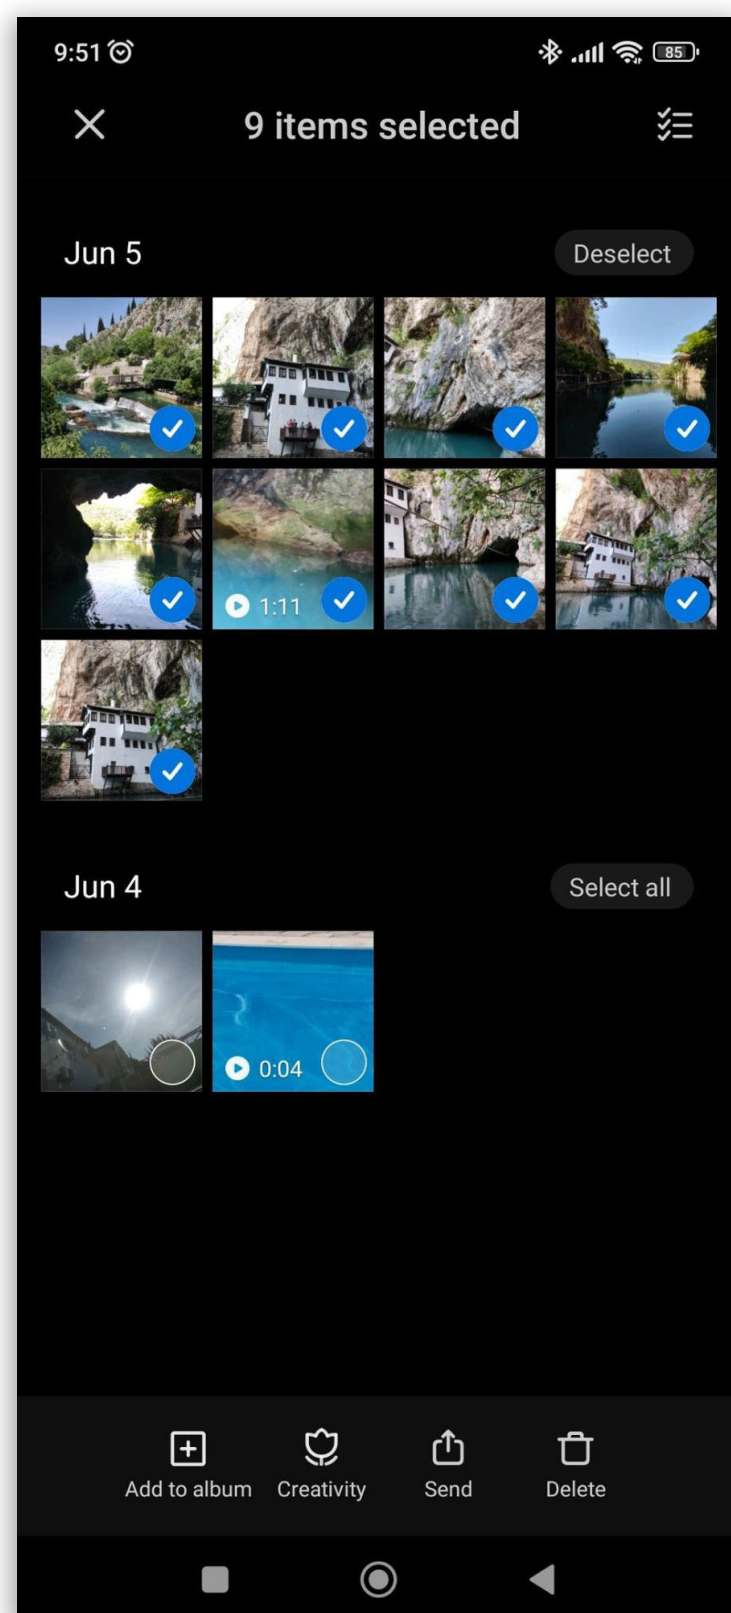 9:51
85
9 items selected
Jun 5
Deselect
1:11
Jun 4
Select all
0:04
Add to album
Creativity
Send
Delete